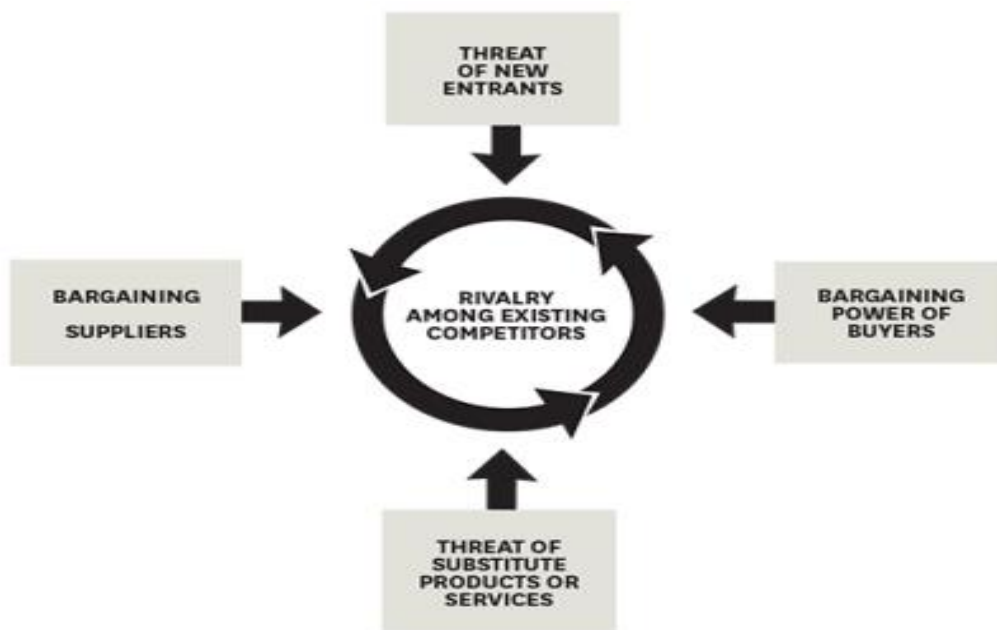 THREAT
OF NEW
ENTRANTS
BARGAINING
SUPPLIERS
RIVALRY
AMONG EXISTING
COMPETITORS
BARGAINING
POWER OF
BUYERS
THREAT OF
SUBSTITUTE
PRODUCTS OR
SERVICES